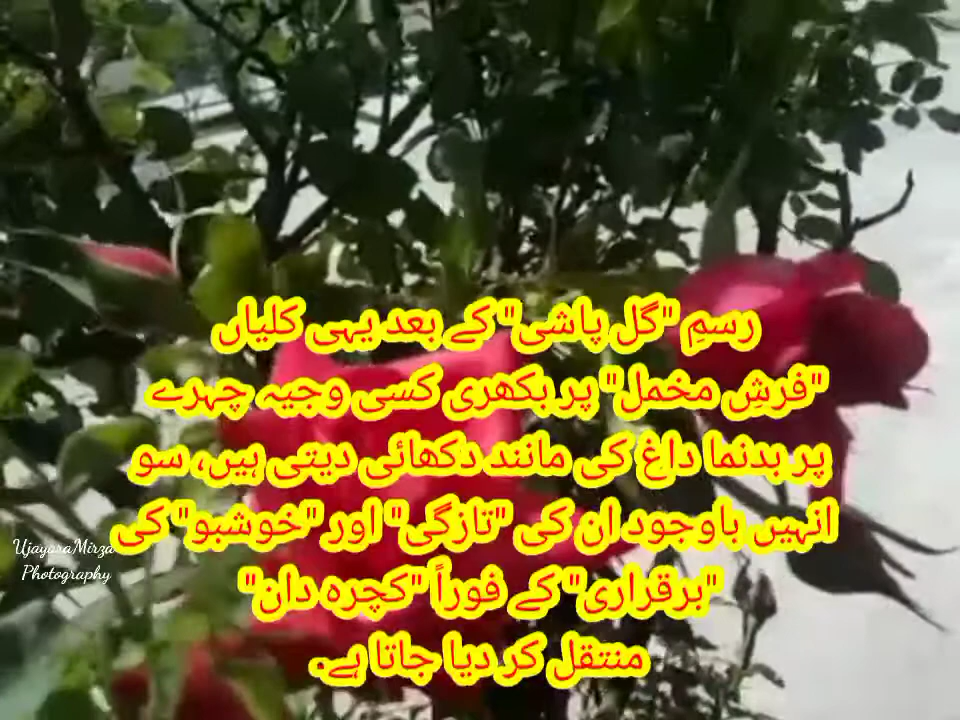 رسمِ "گل پاشی" کے بعد یہی کلیاں
"فرشِ مخمل" پر بکھری کسی وجیہ چہرے
پر بدنما داغ کی مانند دکھائی دیتی ہیں، سو
انہیں باوجود ان کی "تازگی" اور "خوشبو" کی
"برقراری" کے فوراً "کچرہ دان"
منتقل کر دیا جاتا ہے.
UjayaraMirza
Photography